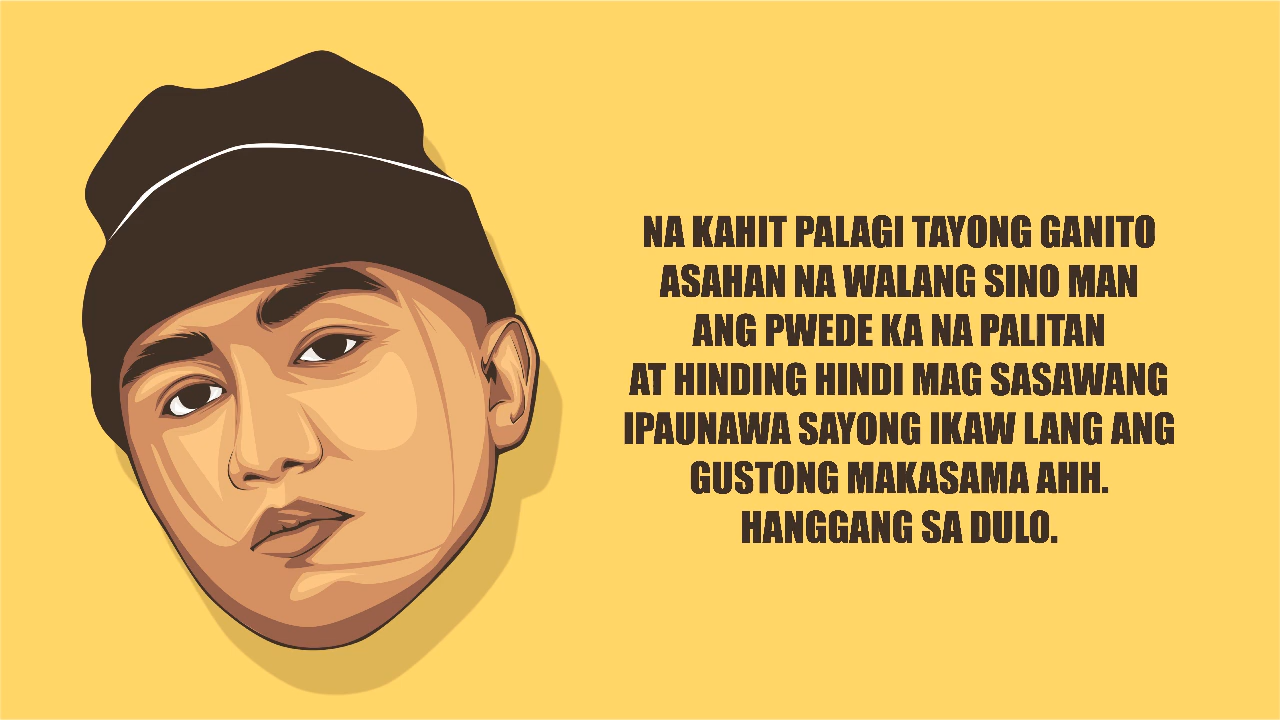 NA KAHIT PALAGI TAYONG GANITO
ASAHAN NA WALANG SINO MAN
ANG PWEDE KA NA PALITAN
AT HINDING HINDI MAG SASAWANG
IPAUNAWA SAYONG IKAW LANG ANG
GUSTONG MAKASAMA AHH.
HANGGANG SA DULO.